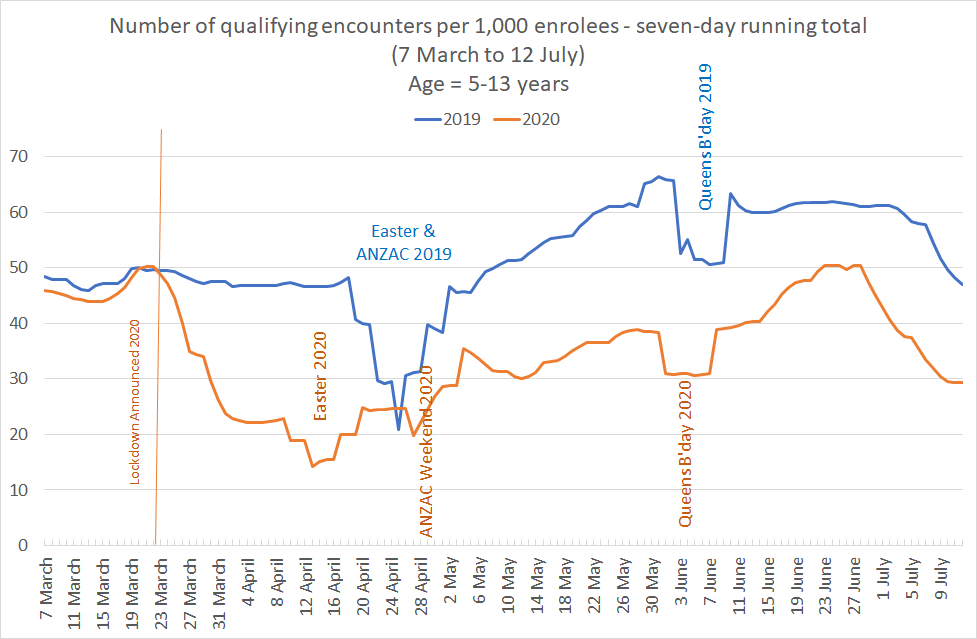 Number of qualifying encounters per 1,000 enrolees - seven-day running total
(7 March to 12 July)
Age = 5-13 years
2019
2020
Queens B'day 2019
Easter &
ANZAC 2019
Lockdown Announced 2020
Easter 2020
ANZAC Weekend 2020
Queens B'day 2020
70
60
50
40
30
20
10
0
7 March
11 March
15 March
19 March
23 March
27 March
31 March
4 April
8 April
12 April
16 April
20 April
24 April
28 April
2 May
6 May
10 May
14 May
18 May
22 May
26 May
30 May
3 June
7 June
11 June
15 June
19 June
23 June
27 June
1 July
5 July
9 July